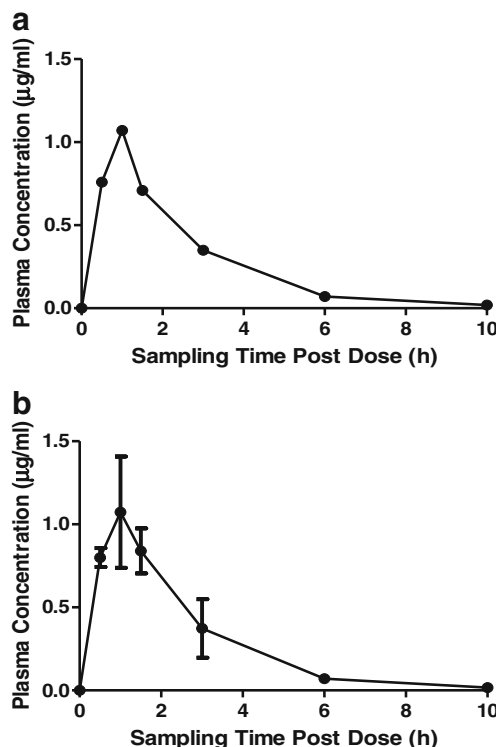 a
1.5
1.0
0.5
0.0
0 2 4 6 8 10
Plasma Concentration (μg/ml)
Sampling Time Post Dose (h)
b
1.5
1.0
0.5
0.0
0 2 4 6 8 10
Plasma Concentration (μg/ml)
Sampling Time Post Dose (h)